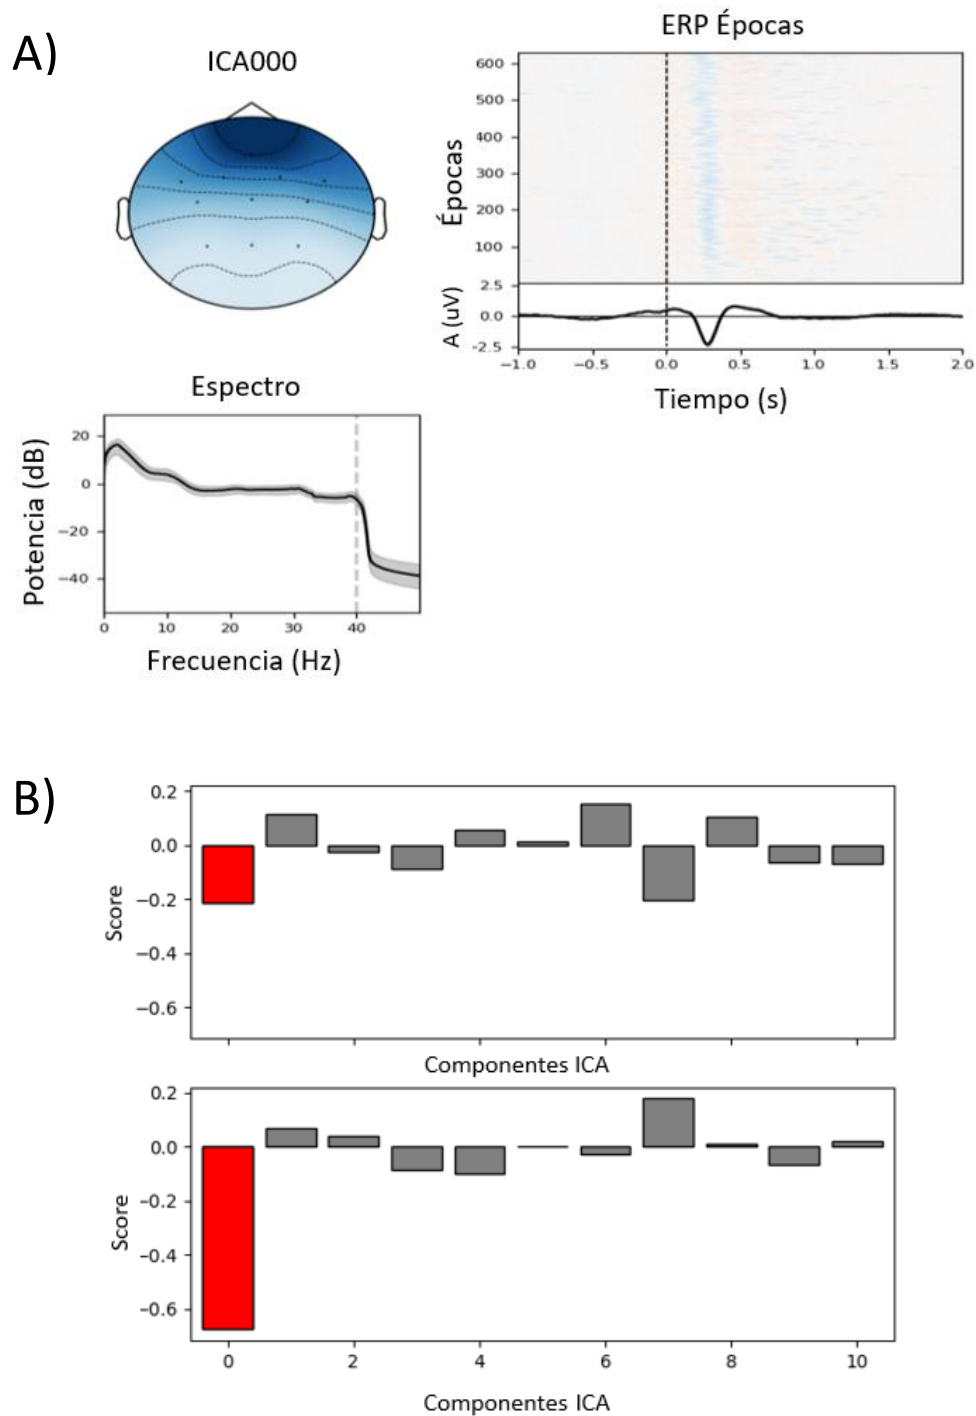 A)
ICA000
ERP Épocas
600
500
400
300
200
100
Épocas
2.5
0.0
−2.5
A (uV)
−1.0 −0.5 0.0 0.5 1.0 1.5 2.0
Tiempo (s)
Espectro
20
0
−20
−40
Potencia (dB)
0 10 20 30 40
Frecuencia (Hz)
B)
0.2
0.0
−0.2
−0.4
−0.6
Score
Componentes ICA
0.2
0.0
−0.2
−0.4
−0.6
Score
0 2 4 6 8 10
Componentes ICA